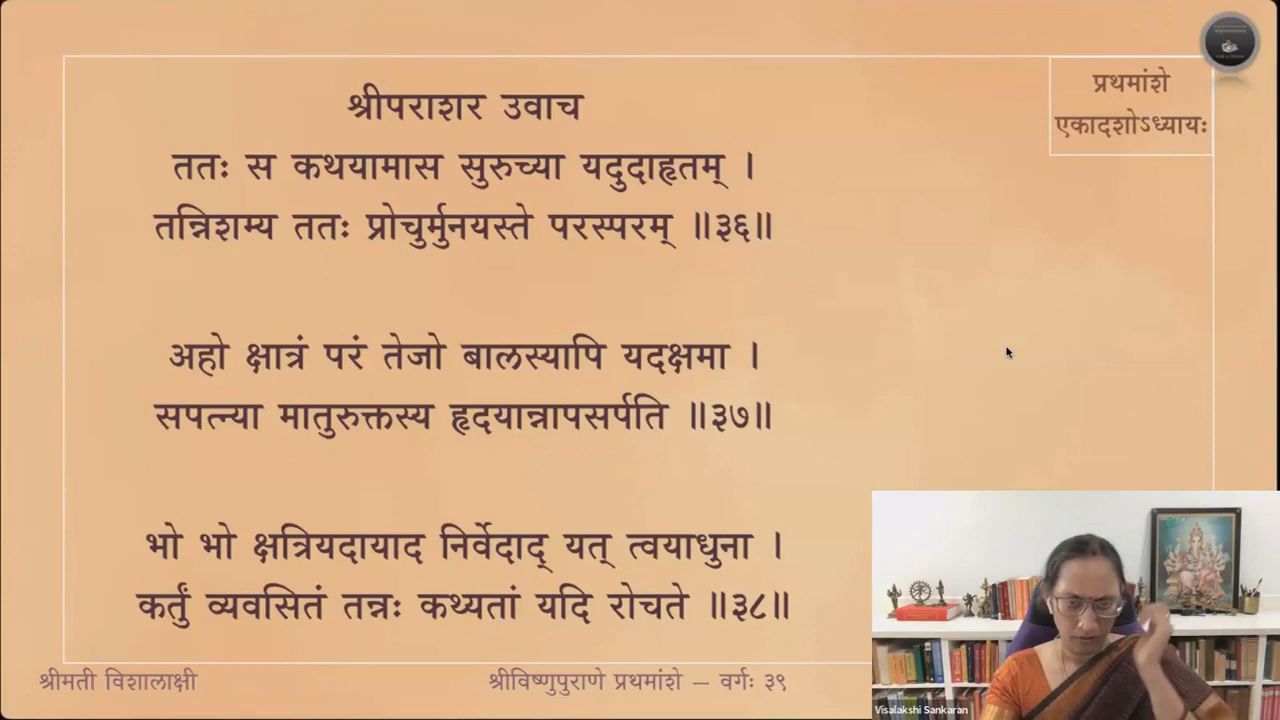 श्रीपराशर उवाच
ततः स कथयामास सुरुच्या यदुदाहृतम् ।
तन्निशम्य ततः प्रोचुर्मुनयस्ते परस्परम् ॥३६॥
अहो क्षात्रं परं तेजो बालस्यापि यदक्षमा ।
सपत्न्या मातुरुक्तस्य हृदयान्नापसर्पति ॥३७॥
भो भो क्षत्रियदायाद निर्वेदाद् यत् त्वयाधुना ।
कर्तुं व्यवसितं तन्नः कथ्यतां यदि रोचते ॥३८॥
प्रथमांशे
एकादशोऽध्यायः
श्रीमती विशालाक्षी
श्रीविष्णुपुराणे प्रथमांशे – वर्गः ३९
Visalakshi Sankaran